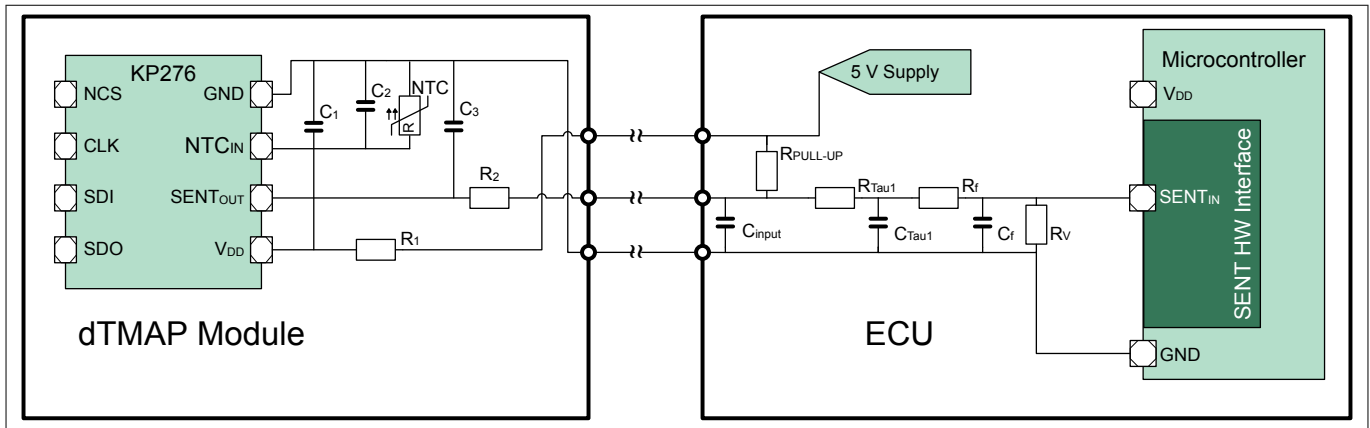 KP276
NCS
CLK
SDI
SDO
GND
NTCIN
SENTOUT
VDD
C1
C2
R
NTC
C3
R2
R1
dTMAP Module
5 V Supply
RPULL-UP
RTau1
Rf
Cinput
CTau1
Cf
RV
ECU
Microcontroller
VDD
SENTIN
SENT HW Interface
GND